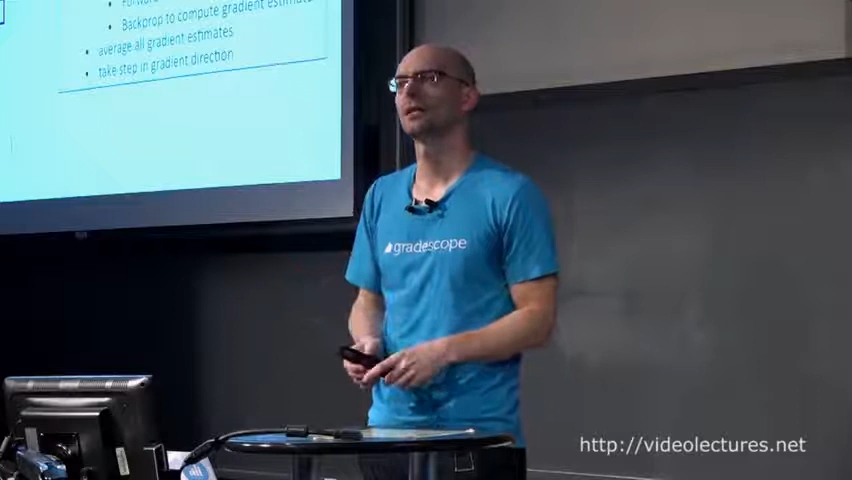 Backprop to compute gradient estimate
average all gradient estimates
take step in gradient direction
gradescope
http://videolectures.net